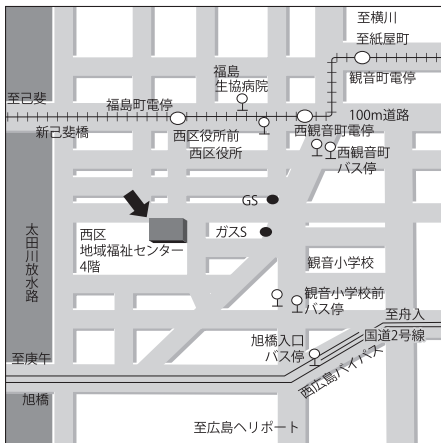 至横川
至紙屋町
福島
生協病院
観音町電停
至己斐
福島町電停
100m道路
新己斐橋
西区役所前
西区役所
西観音町電停
西観音町
バス停
GS
太田川放水路
西区
地域福祉センター
4階
ガスS
観音小学校
観音小学校前
バス停
至舟入
国道2号線
旭橋入口
バス停
西広島バイパス
至庚午
旭橋
至広島ヘリポート